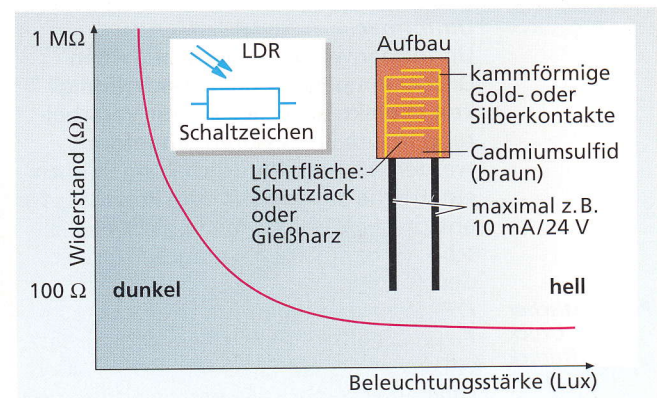 1 MΩ
LDR
Schaltzeichen
Aufbau
kammförmige
Gold- oder
Silberkontakte
Cadmiumsulfid
(braun)
Lichtfläche:
Schutzlack
oder
Gießharz
maximal z. B.
10 mA/24 V
Widerstand (Ω)
100 Ω
dunkel
hell
Beleuchtungsstärke (Lux)